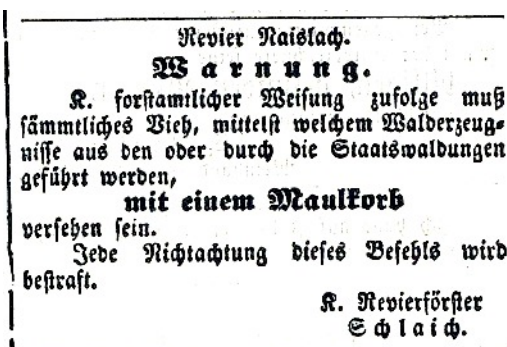 Revier Naislach.
Warnung.
K. forstamtlicher Weisung zufolge muß
sämmtliches Vieh, mittelst welchem Walderzeug-
nisse aus den oder durch die Staatswaldungen
geführt werden,
mit einem Maulkorb
versehen sein.
Jede Nichtachtung dieses Befehls wird
bestraft.
K. Revierförster
Schlaich.